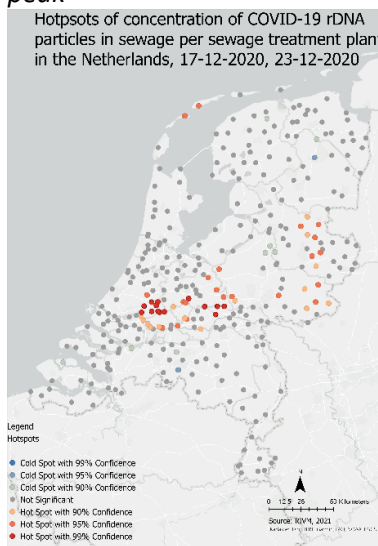 peak
Hotpsots of concentration of COVID-19 rDNA
particles in sewage per sewage treatment plant
in the Netherlands, 17-12-2020, 23-12-2020
Legend
Hotspots
Cold Spot with 99% Confidence
Cold Spot with 95% Confidence
Cold Spot with 90% Confidence
Not Significant
Hot Spot with 90% Confidence
Hot Spot with 95% Confidence
Hot Spot with 99% Confidence
N
0 12,5 25 50 Kilometers
Source: RIVM, 2021